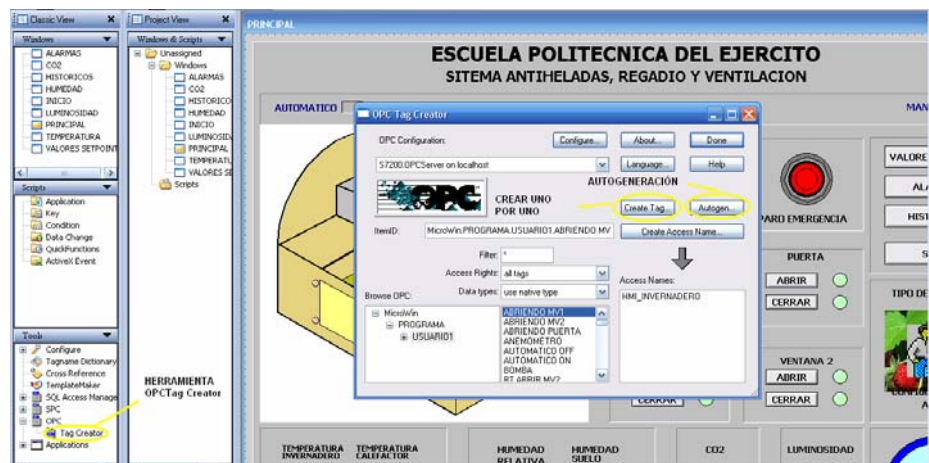 Classic View
Windows
ALARMAS
CO2
HISTORICOS
HUMEDAD
INICIO
LUMINOSIDAD
PRINCIPAL
TEMPERATURA
VALORES SETPOINT
Scripts
Application
Key
Condition
Data Change
QuickFunctions
ActiveX Event
Tools
Configure
Tagname Dictionary
Cross Reference
TemplateMaker
SQL Access Manage
SPC
OPC
Tag Creator
Applications
Project View
Windows & Scripts
Unassigned
Windows
ALARMAS
CO2
HISTORICO
HUMEDAD
INICIO
LUMINOSID
PRINCIPAL
TEMPERATU
VALORES SE
Scripts
HERRAMIENTA
OPCTag Creator
PRINCIPAL
ESCUELA POLITECNICA DEL EJERCITO
SITEMA ANTIHELADAS, REGADIO Y VENTILACION
AUTOMATICO
MAN
OPC Tag Creator
OPC Configuration:
Configure...
About...
Done
S7200.OPCServer on localhost
Language...
Help
AUTOGENERACIÓN
OPC
CREAR UNO
POR UNO
Create Tag...
Autogen...
ItemID:
MicroWin.PROGRAMA.USUARIO1.ABRIENDO MV
Create Access Name...
Filter:
*
Access Rights:
all tags
Data types:
use native type
Access Names:
HMI_INVERNADERO
Browse OPC:
MicroWin
PROGRAMA
USUARIO1
ABRIENDO MV1
ABRIENDO MV2
ABRIENDO PUERTA
ANEMOMETRO
AUTOMATICO OFF
AUTOMATICO ON
BOMBA
BT ABRIR MV2
PARO EMERGENCIA
PUERTA
ABRIR
CERRAR
VENTANA 2
ABRIR
CERRAR
CERRAR
VALORE
AL
HIST
S
TIPO DE
TEMPERATURA
INVERNADERO
TEMPERATURA
CALEFACTOR
HUMEDAD
RELATIVA
HUMEDAD
SUELO
CO2
LUMINOSIDAD